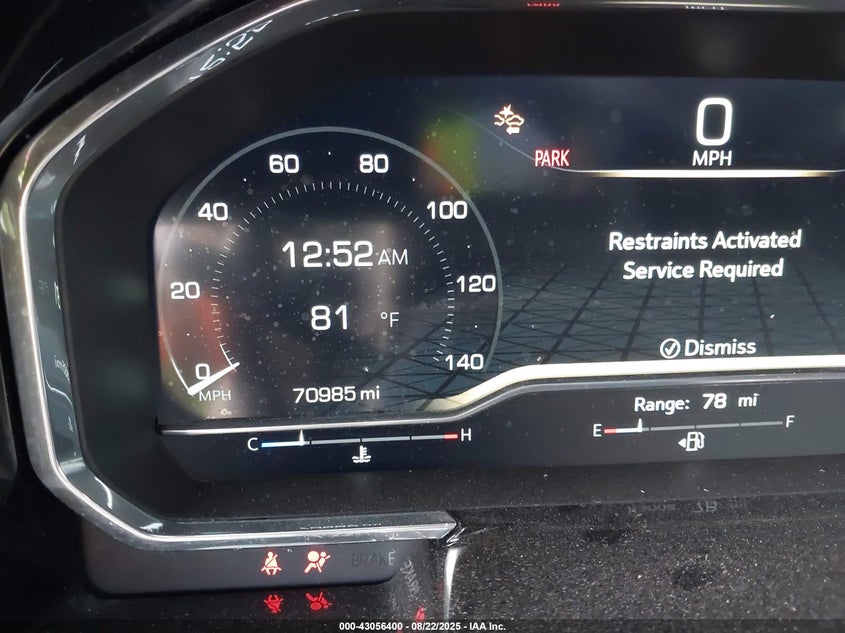 0
MPH
PARK
60
80
40
100
12:52 AM
Restraints Activated
Service Required
20
120
81 °F
Dismiss
0
140
MPH
70985 mi
Range: 78 mi
C
H
E
F
BRAKE
000-43056400 - 08/22/2025 - IAA Inc.